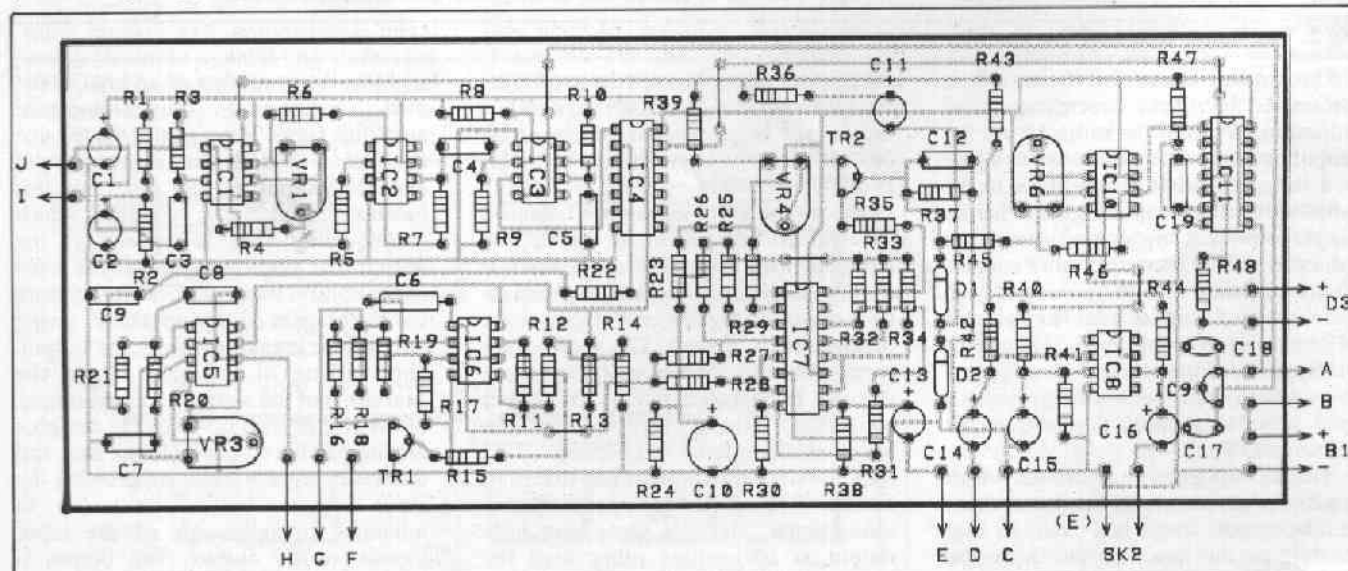 R43 R47
R36 C11
R1 R3 R6 R8 R10 R39
TR2 C12
J C1 IC1 VR1 IC2 C4 IC3 IC4 VR6 IC10 IC11
I
R35 R37
R26 R25
C2 R2 C3 R4 R5 R7 R9 C5 R33 R45 R46
C8 R22 R23 D1 R40 R44 R48
C6 + D3
C9 R12 R14 R29 -
IC5 R19 IC6 R27 IC7 R32 R34 R42 R41 IC8 C18
R21 R20 R28 C13 D2 A
R17 R11 R13 B
R16 R18 C16 +
C7 VR3 TR1 R15 R31 C14 C15 C17 B1
R24 C10 R30 R38 -
(E)
H G F E D C SK2